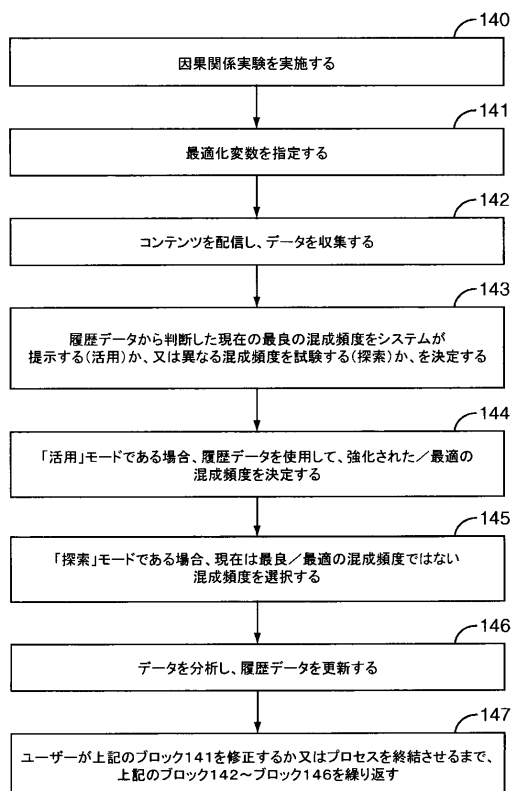 140
因果関係実験を実施する
141
最適化変数を指定する
142
コンテンツを配信し、データを収集する
143
履歴データから判断した現在の最良の混成頻度をシステムが
提示する(活用)か、又は異なる混成頻度を試験する(探索)か、を決定する
144
「活用」モードである場合、履歴データを使用して、強化された/最適の
混成頻度を決定する
145
「探索」モードである場合、現在は最良/最適の混成頻度ではない
混成頻度を選択する
146
データを分析し、履歴データを更新する
147
ユーザーが上記のブロック141を修正するか又はプロセスを終結させるまで、
上記のブロック142～ブロック146を繰り返す